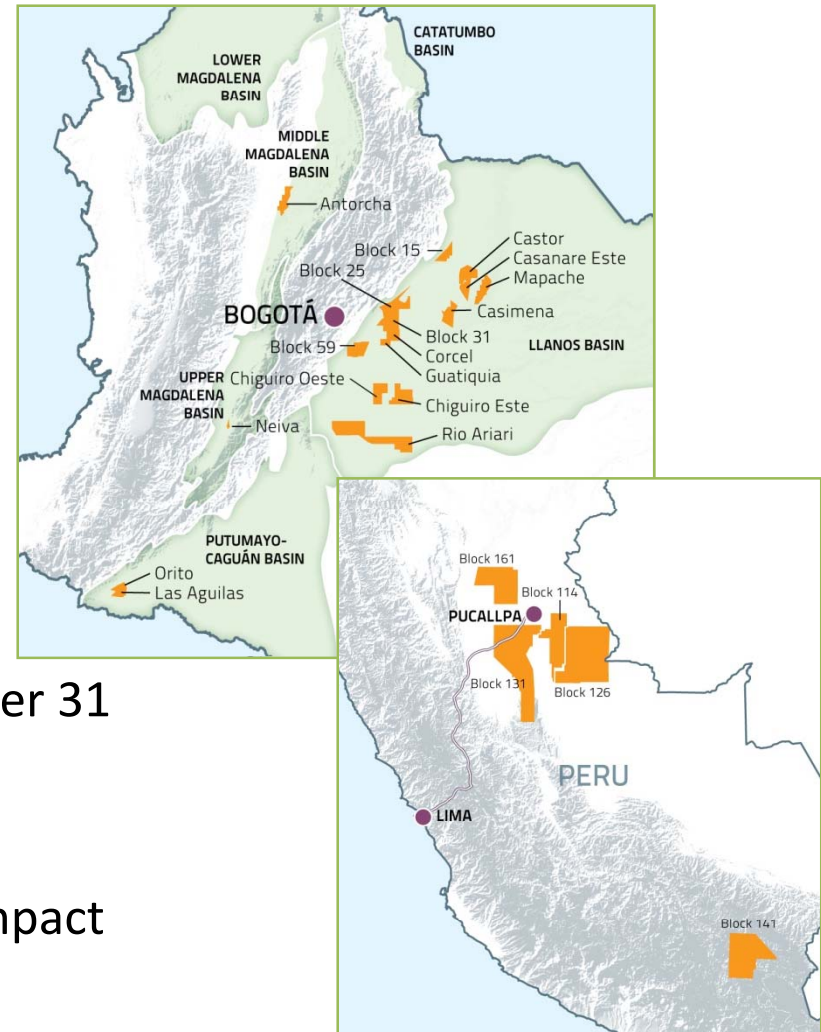 CATATUMBO
BASIN
LOWER
MAGDALENA
BASIN
MIDDLE
MAGDALENA
BASIN
Antorcha
Block 15
Castor
Casanare Este
Mapache
Block 25
Casimena
BOGOTÁ
Block 31
Corcel
Guatiquia
LLANOS BASIN
Block 59
UPPER
MAGDALENA
BASIN
Chiguiro Oeste
Chiguiro Este
Neiva
Rio Ariari
PUTUMAYO-
CAGUÁN BASIN
Orito
Las Aguilas
Block 161
Block 114
PUCALLPA
Block 131
Block 126
PERU
LIMA
Block 141
er 31